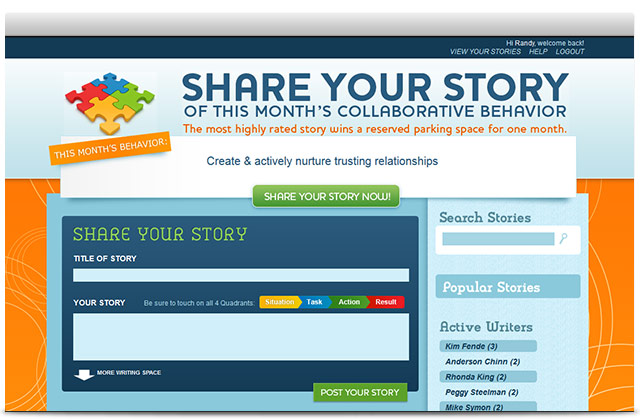 Hi Randy, welcome back!
VIEW YOUR STORIES HELP LOGOUT
SHARE YOUR STORY
OF THIS MONTH'S COLLABORATIVE BEHAVIOR
The most highly rated story wins a reserved parking space for one month.
THIS MONTH'S BEHAVIOR:
Create & actively nurture trusting relationships
SHARE YOUR STORY NOW!
SHARE YOUR STORY
TITLE OF STORY
YOUR STORY Be sure to touch on all 4 Quadrants: Situation Task Action Result
MORE WRITING SPACE
POST YOUR STORY
Search Stories
Popular Stories
Active Writers
Kim Fende (3)
Anderson Chinn (2)
Rhonda King (2)
Peggy Steelman (2)
Mike Symon (2)